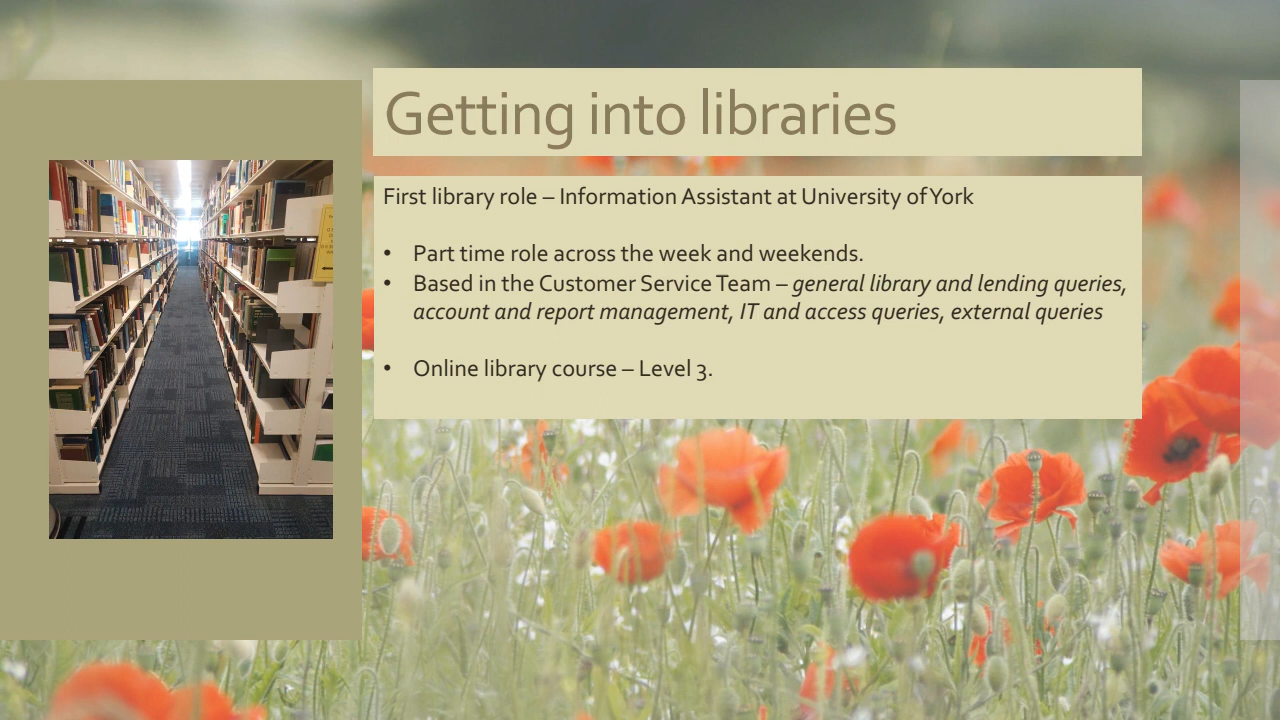 Getting into libraries
First library role – Information Assistant at University of York
• Part time role across the week and weekends.
• Based in the Customer Service Team – general library and lending queries,
account and report management, IT and access queries, external queries
• Online library course – Level 3.